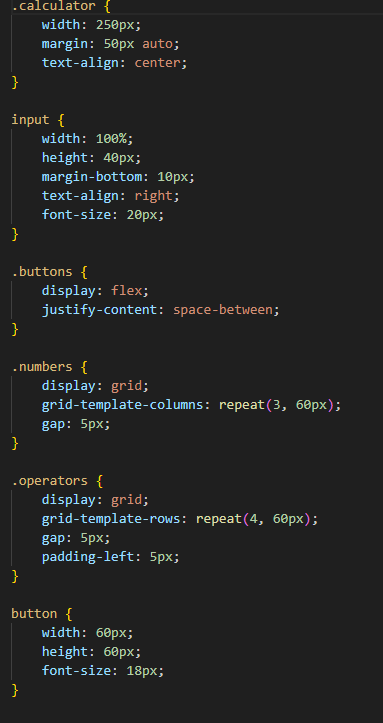 .calculator {
    width: 250px;
    margin: 50px auto;
    text-align: center;
}

input {
    width: 100%;
    height: 40px;
    margin-bottom: 10px;
    text-align: right;
    font-size: 20px;
}

.buttons {
    display: flex;
    justify-content: space-between;
}

.numbers {
    display: grid;
    grid-template-columns: repeat(3, 60px);
    gap: 5px;
}

.operators {
    display: grid;
    grid-template-rows: repeat(4, 60px);
    gap: 5px;
    padding-left: 5px;
}

button {
    width: 60px;
    height: 60px;
    font-size: 18px;
}